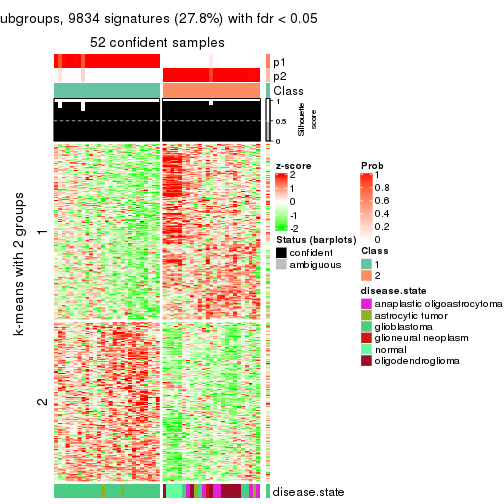 ubgroups, 9834 signatures (27.8%) with fdr < 0.05
52 confident samples
p1
p2
Class
1
0.5
0
Silhouette
score
k-means with 2 groups
1
2
z-score
2
1
0
-1
-2
Status (barplots)
confident
ambiguous
Prob
1
0.8
0.6
0.4
0.2
0
Class
1
2
disease.state
anaplastic oligoastrocytoma
astrocytic tumor
glioblastoma
glioneural neoplasm
normal
oligodendroglioma
disease.state